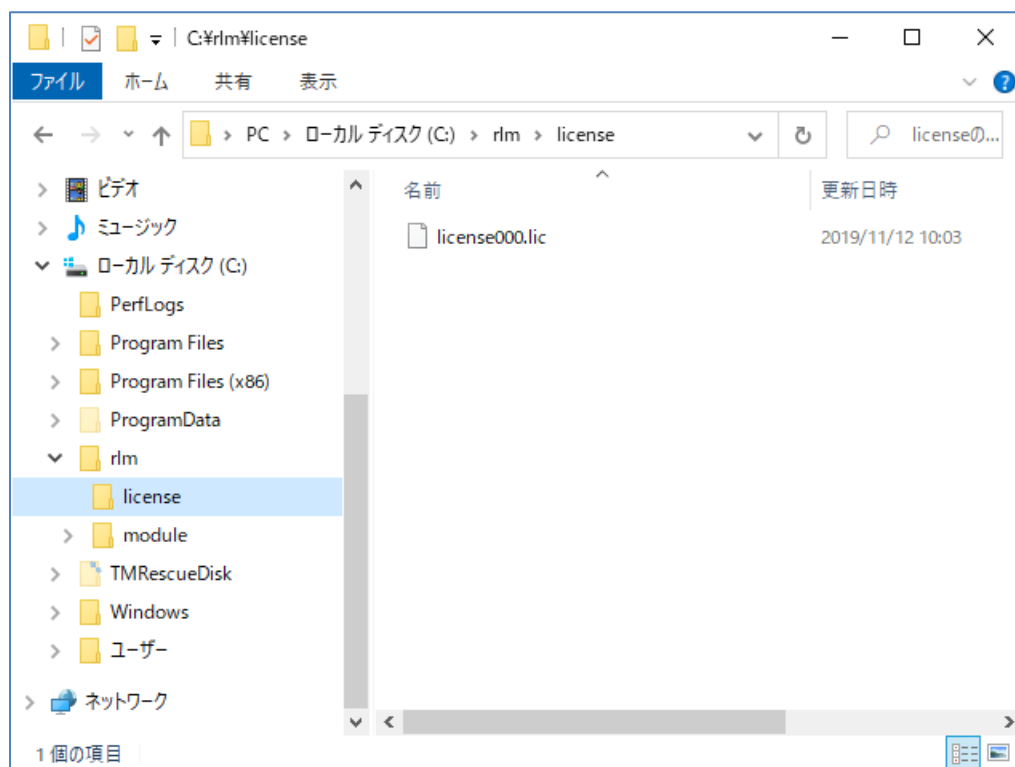 C:¥rlm¥license
ファイル ホーム 共有 表示
PC ローカル ディスク (C:) rlm license
licenseの...
ビデオ
ミュージック
ローカル ディスク (C:)
PerfLogs
Program Files
Program Files (x86)
ProgramData
rlm
license
module
TMRescueDisk
Windows
ユーザー
ネットワーク
名前 更新日時
license000.lic 2019/11/12 10:03
1 個の項目